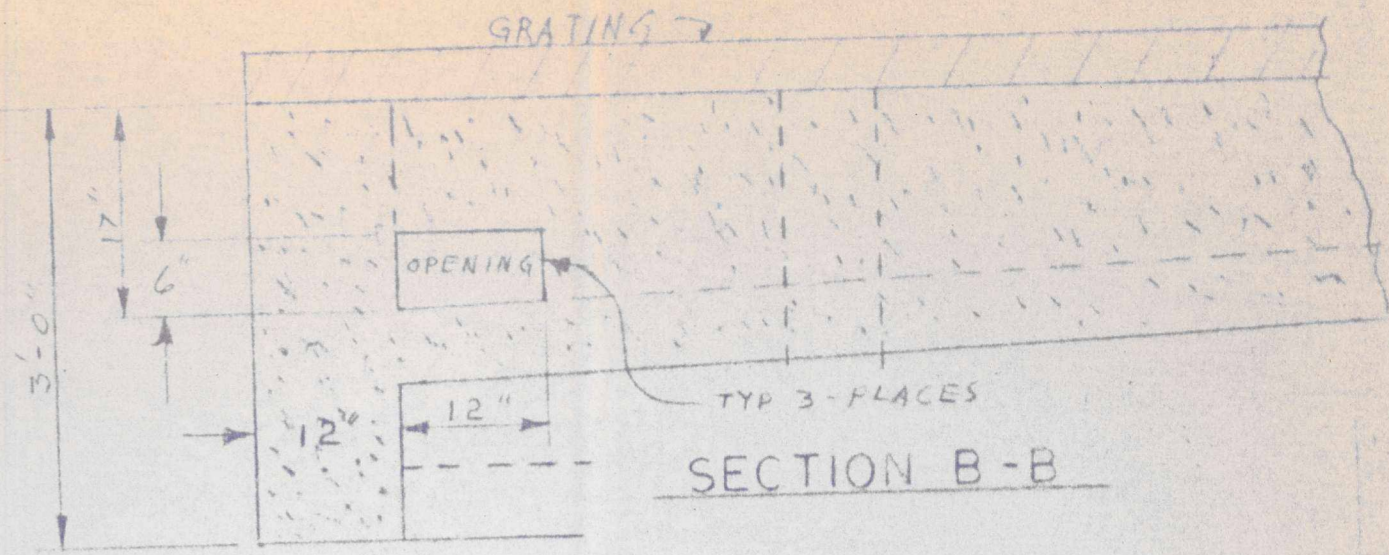 GRATING
17"
6"
3'-0"
OPENING
TYP 3-PLACES
12"
12"
SECTION B-B